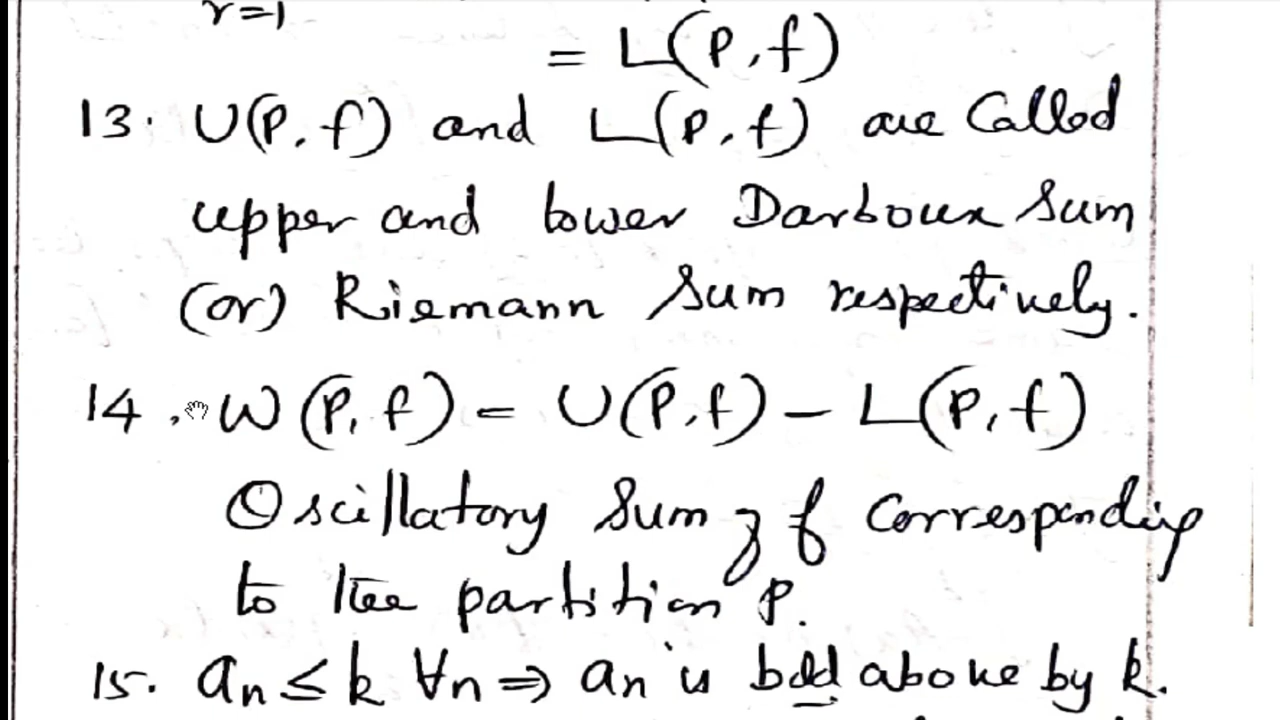 r=1
= L(P,f)
13. U(P,f) and L(P,f) are Called
upper and lower Darboux Sum
(or) Riemann Sum respectively.
14. W(P,f) = U(P,f) – L(P,f)
Oscillatory Sum of f corresponding
to the partition P.
15. an ≤ k ∀n ⇒ an is bdd above by k.